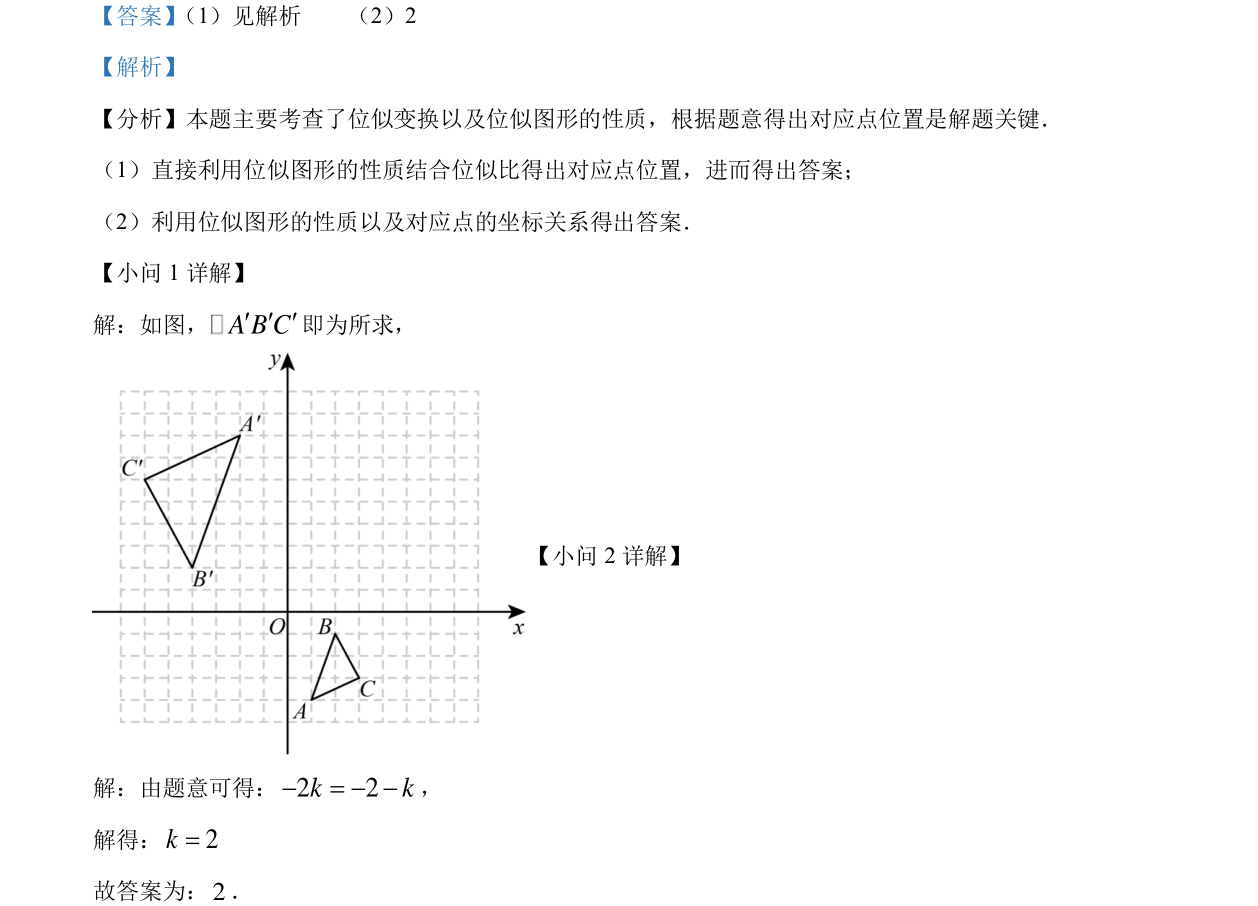 【答案】（1）见解析　　（2）2
【解析】
【分析】本题主要考查了位似变换以及位似图形的性质，根据题意得出对应点位置是解题关键．
（1）直接利用位似图形的性质结合位似比得出对应点位置，进而得出答案；
（2）利用位似图形的性质以及对应点的坐标关系得出答案．
【小问 1 详解】
解：如图，□A′B′C′即为所求，
y
A′
C′
B′
【小问 2 详解】
O
B
x
C
A
解：由题意可得：−2k = −2 − k，
解得：k = 2
故答案为：2．